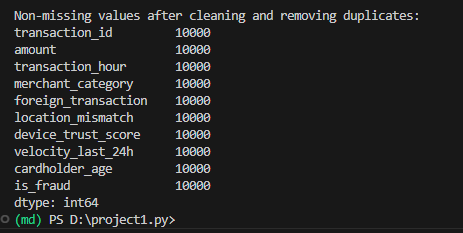 Non-missing values after cleaning and removing duplicates:
transaction_id 10000
amount 10000
transaction_hour 10000
merchant_category 10000
foreign_transaction 10000
location_mismatch 10000
device_trust_score 10000
velocity_last_24h 10000
cardholder_age 10000
is_fraud 10000
dtype: int64
(md) PS D:\project1.py>